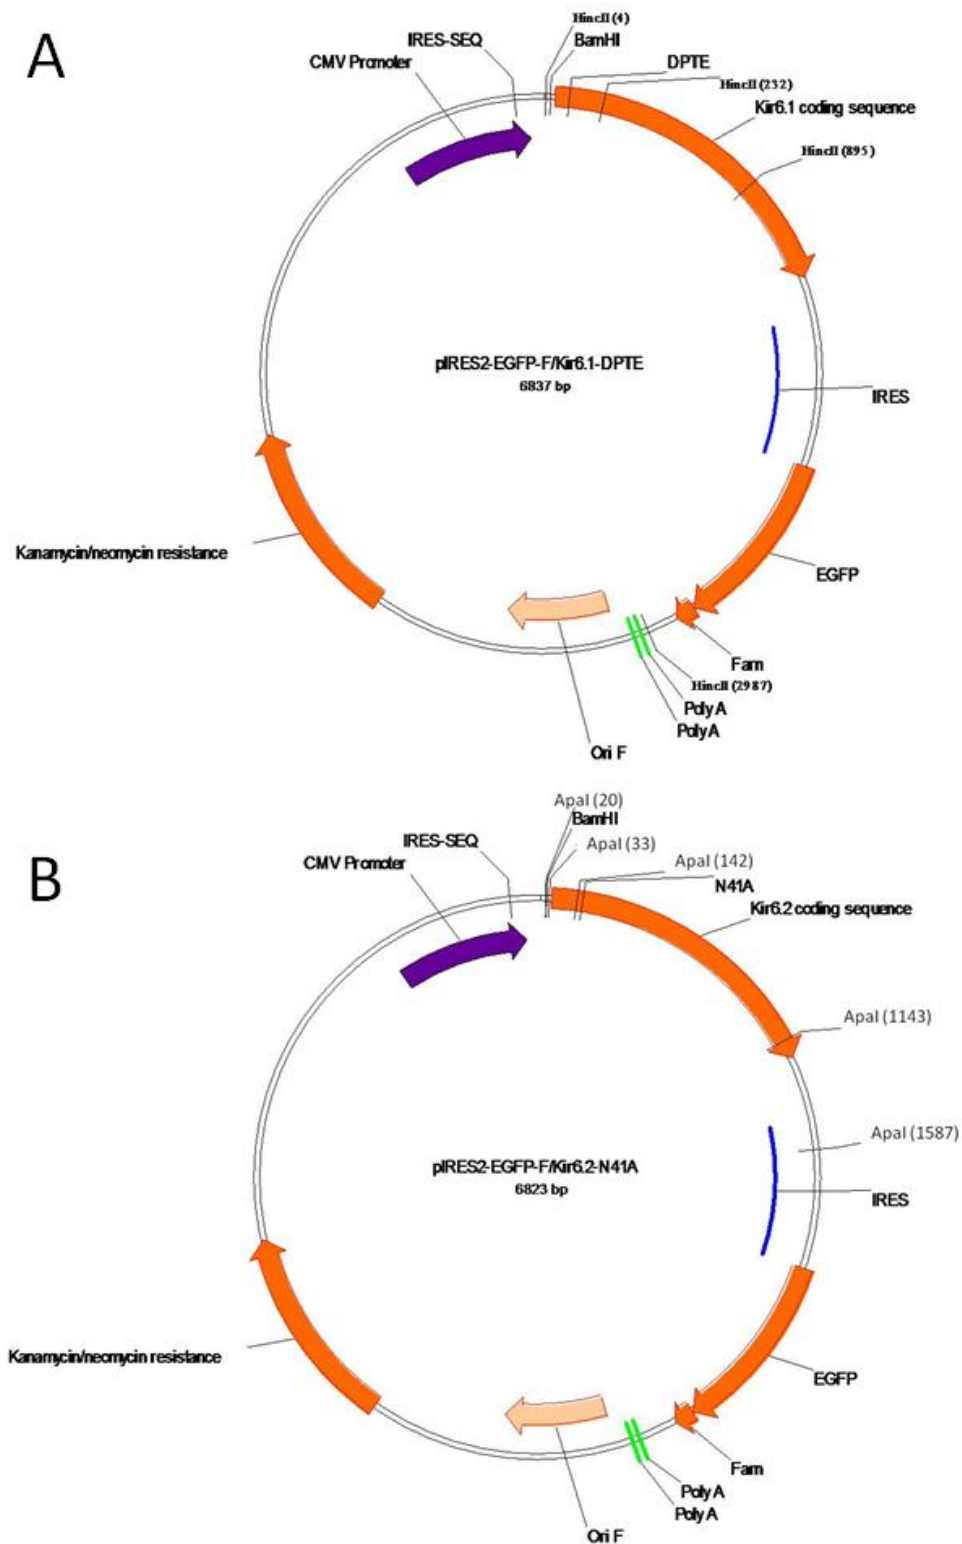 A
HincII (4)
IRES-SEQ
BamHI
CMV Promoter
DPTE
HincII (232)
Kir6.1 coding sequence
HincII (895)
pIRES2-EGFP-F/Kir6.1-DPTE
6837 bp
IRES
Kanamycin/neomycin resistance
EGFP
Farn
HincII (2987)
Poly A
Poly A
Ori F
ApaI (20)
BamHI
IRES-SEQ
ApaI (33)
CMV Promoter
ApaI (142)
B
N41A
Kir6.2 coding sequence
ApaI (1143)
ApaI (1587)
pIRES2-EGFP-F/Kir6.2-N41A
6823 bp
IRES
Kanamycin/neomycin resistance
EGFP
Farn
Poly A
Poly A
Ori F